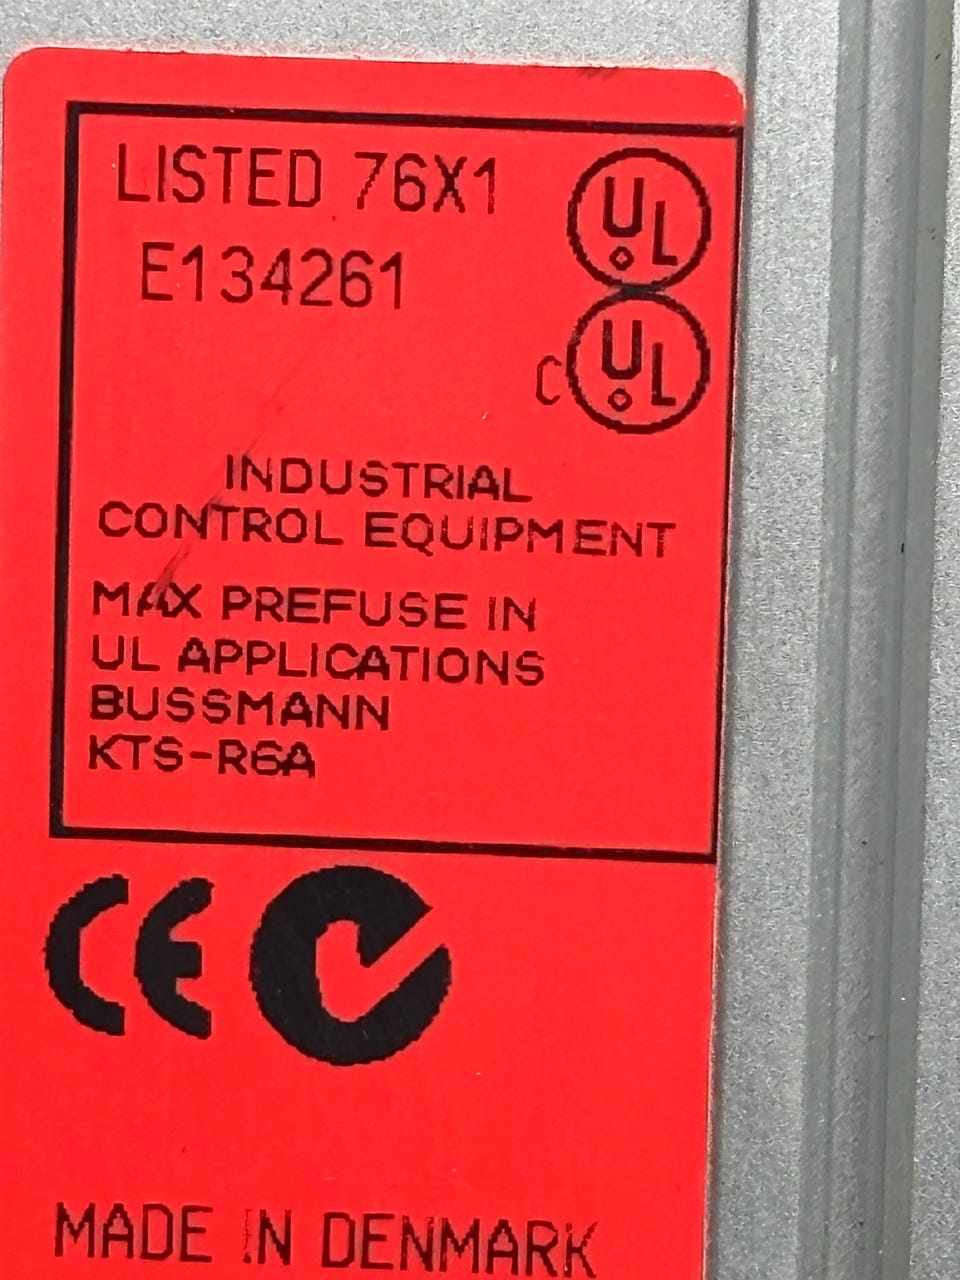 LISTED 76X1
E134261
UL
C UL
INDUSTRIAL
CONTROL EQUIPMENT
MAX PREFUSE IN
UL APPLICATIONS
BUSSMANN
KTS-R6A
CE
MADE IN DENMARK